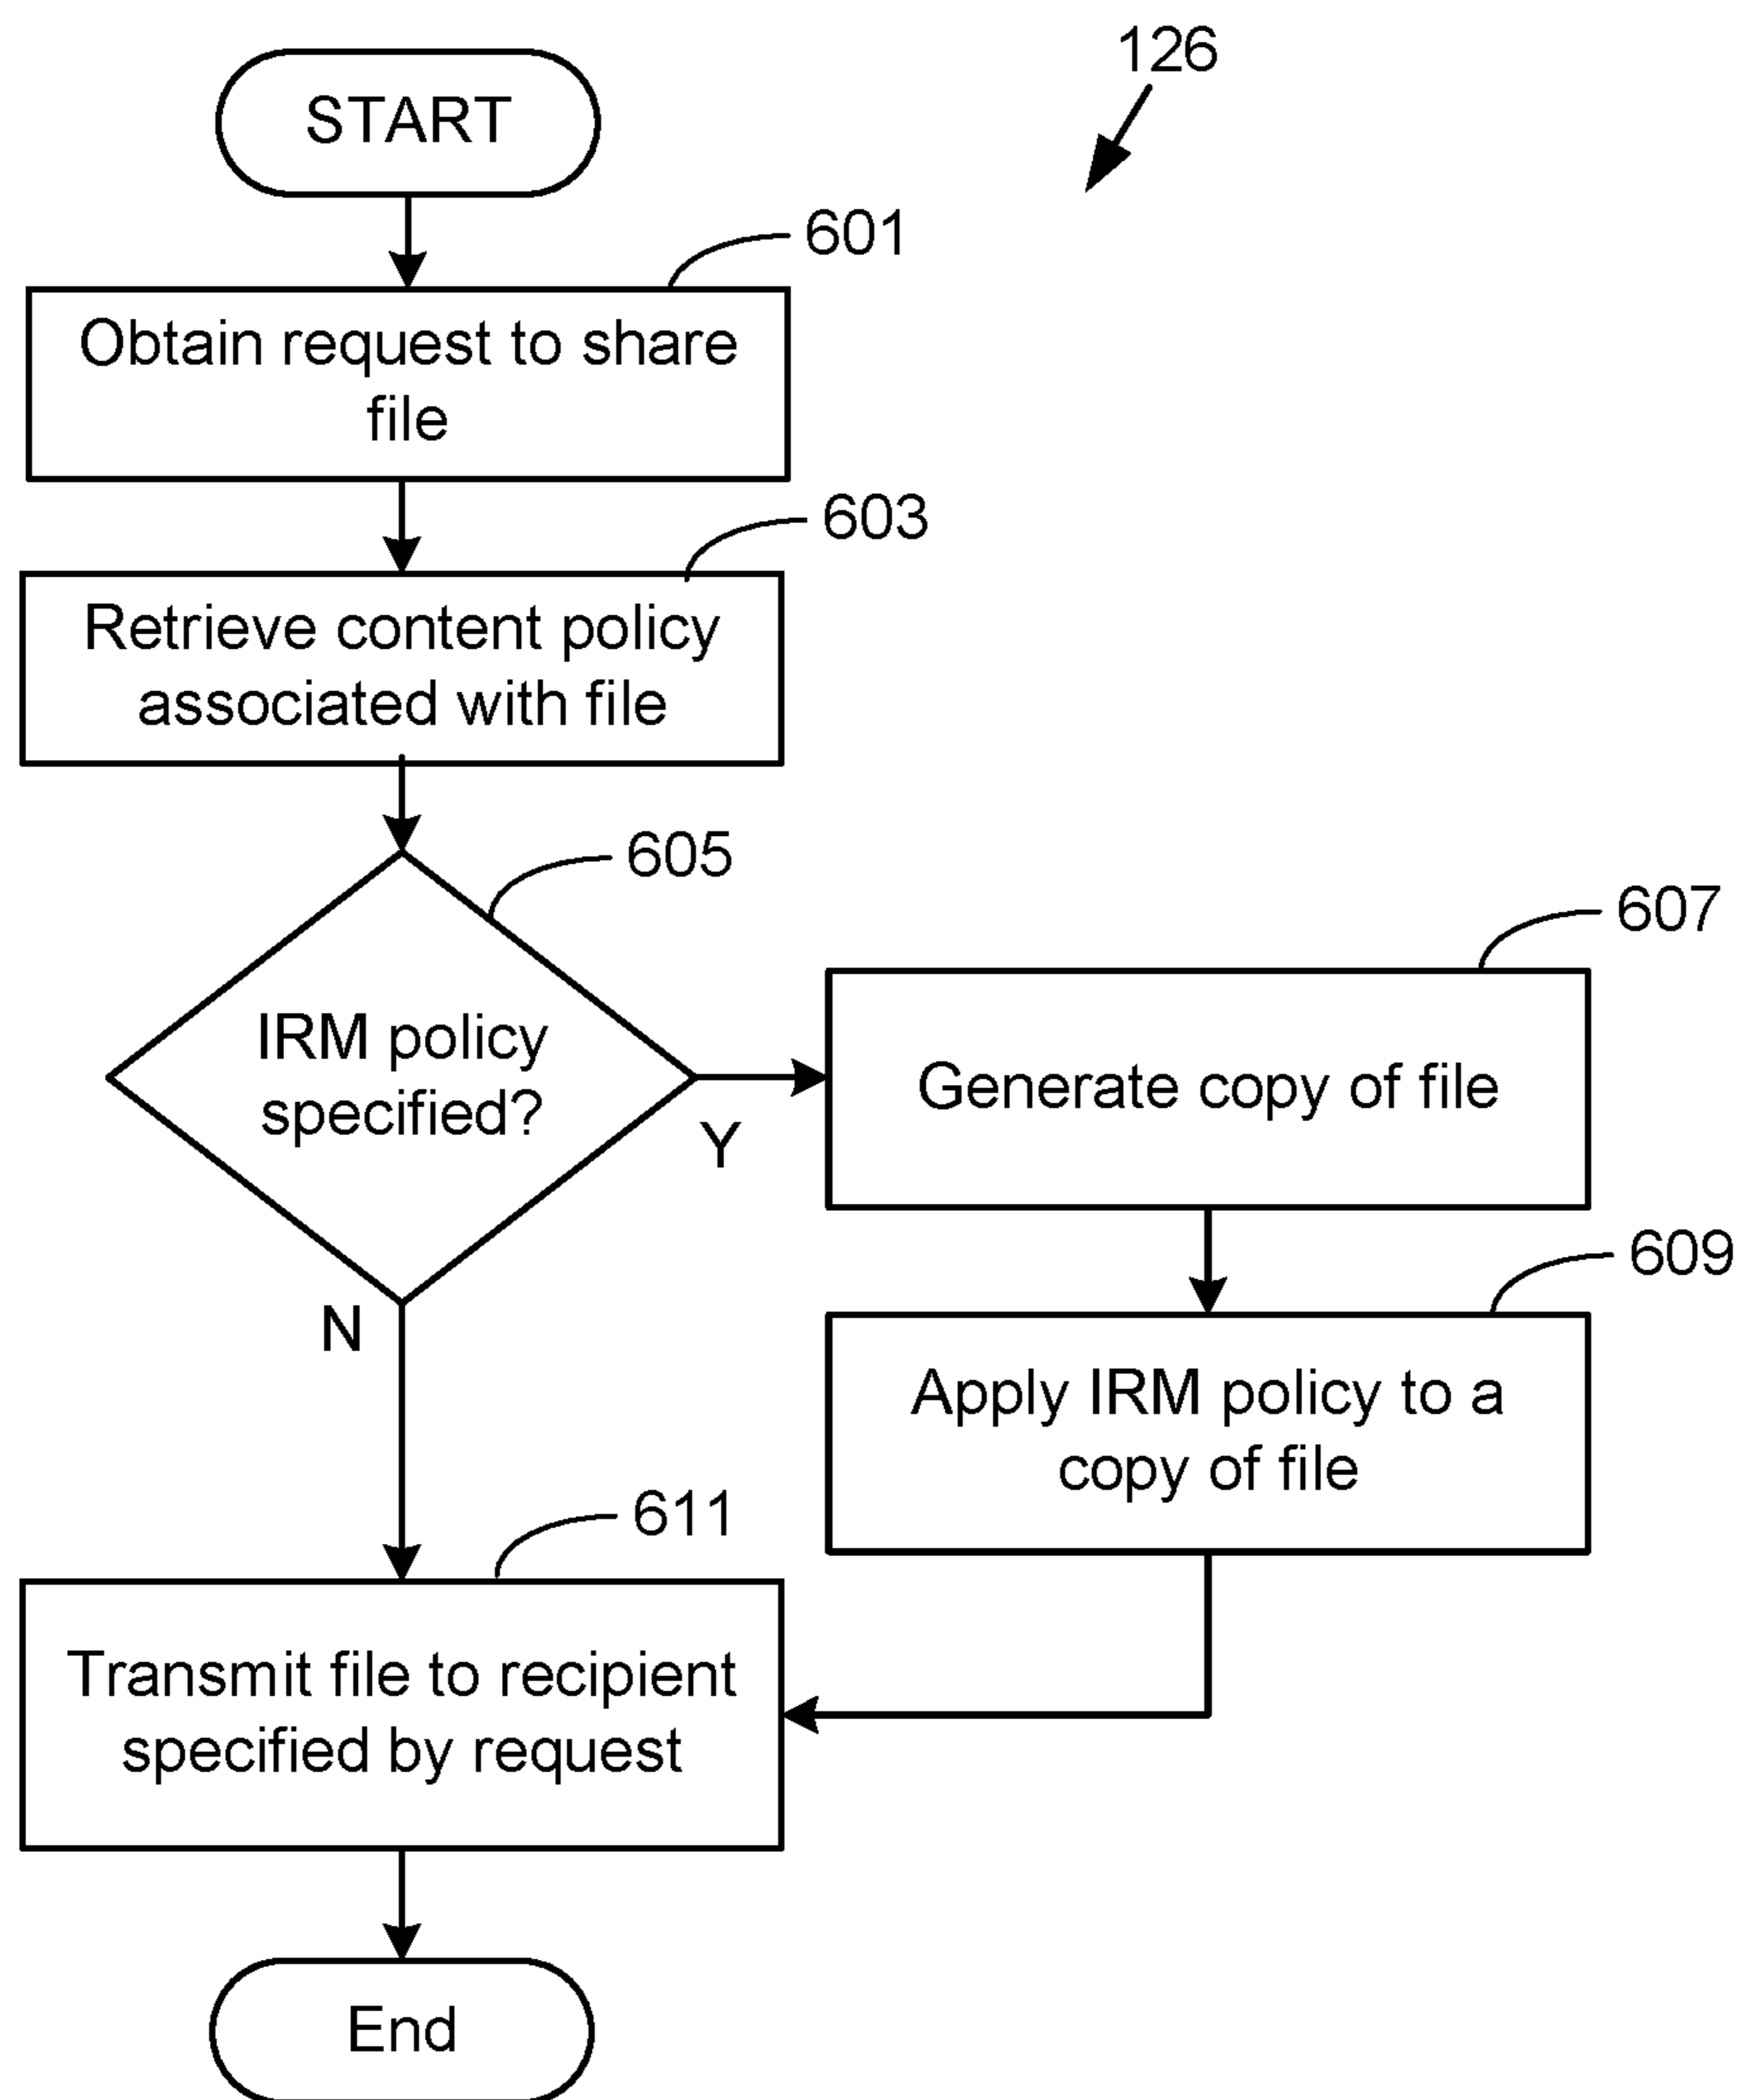 126
START
601
Obtain request to share
file
603
Retrieve content policy
associated with file
605
IRM policy
specified?
Y
N
607
Generate copy of file
609
Apply IRM policy to a
copy of file
611
Transmit file to recipient
specified by request
End